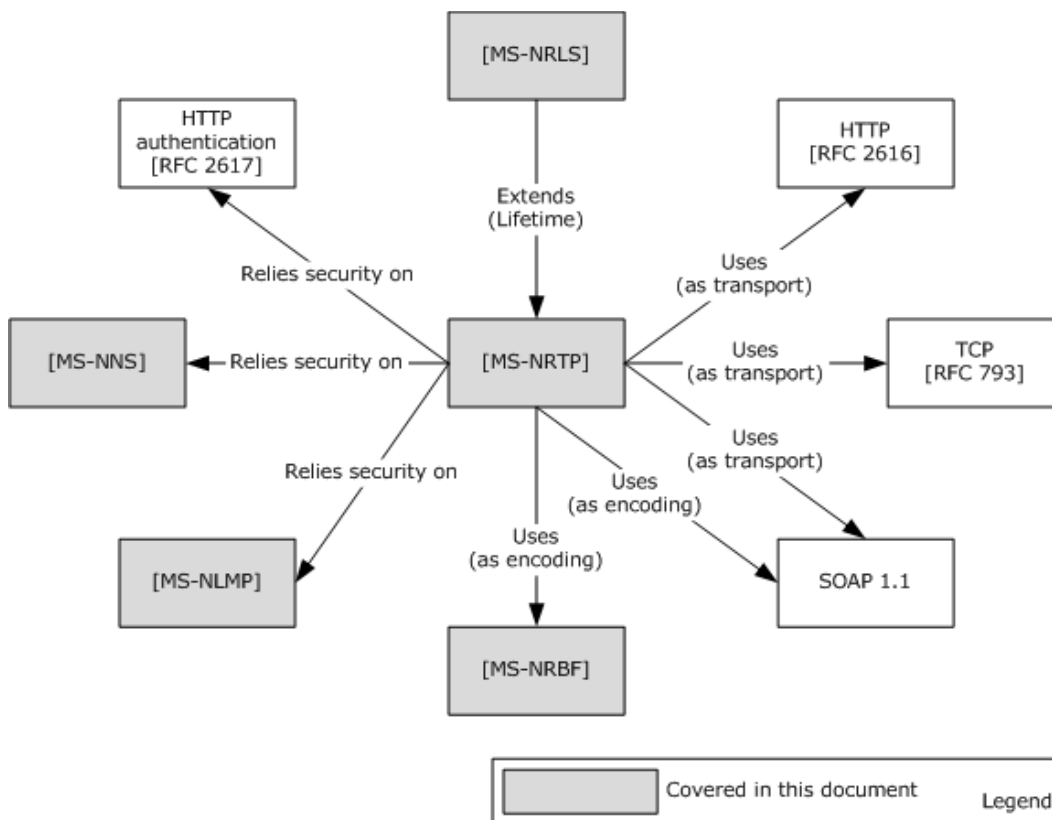 [MS-NRLS]
HTTP
authentication
[RFC 2617]
HTTP
[RFC 2616]
Extends
(Lifetime)
Relies security on
Uses
(as transport)
[MS-NNS]
Relies security on
[MS-NRTP]
Uses
(as transport)
TCP
[RFC 793]
Relies security on
Uses
(as transport)
Uses
(as encoding)
Uses
(as encoding)
[MS-NLMP]
SOAP 1.1
[MS-NRBF]
Covered in this document
Legend